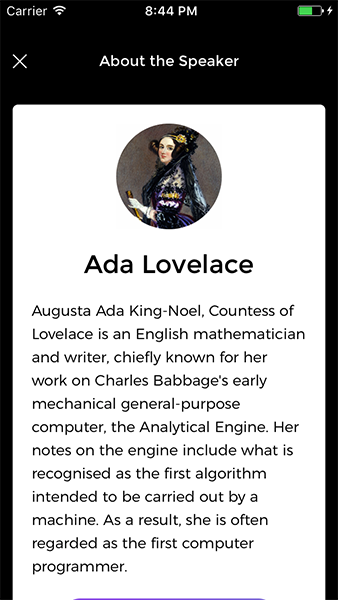 Carrier 8:44 PM
About the Speaker
Ada Lovelace
Augusta Ada King-Noel, Countess of
Lovelace is an English mathematician
and writer, chiefly known for her
work on Charles Babbage's early
mechanical general-purpose
computer, the Analytical Engine. Her
notes on the engine include what is
recognised as the first algorithm
intended to be carried out by a
machine. As a result, she is often
regarded as the first computer
programmer.